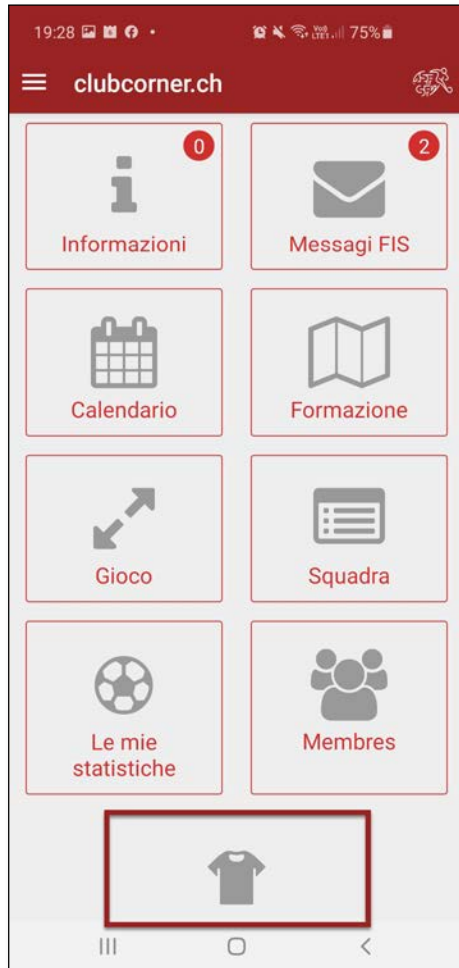 19:28
75%
clubcorner.ch
0
Informazioni
2
Messagi FIS
Calendario
Formazione
Gioco
Squadra
Le mie
statistiche
Membres